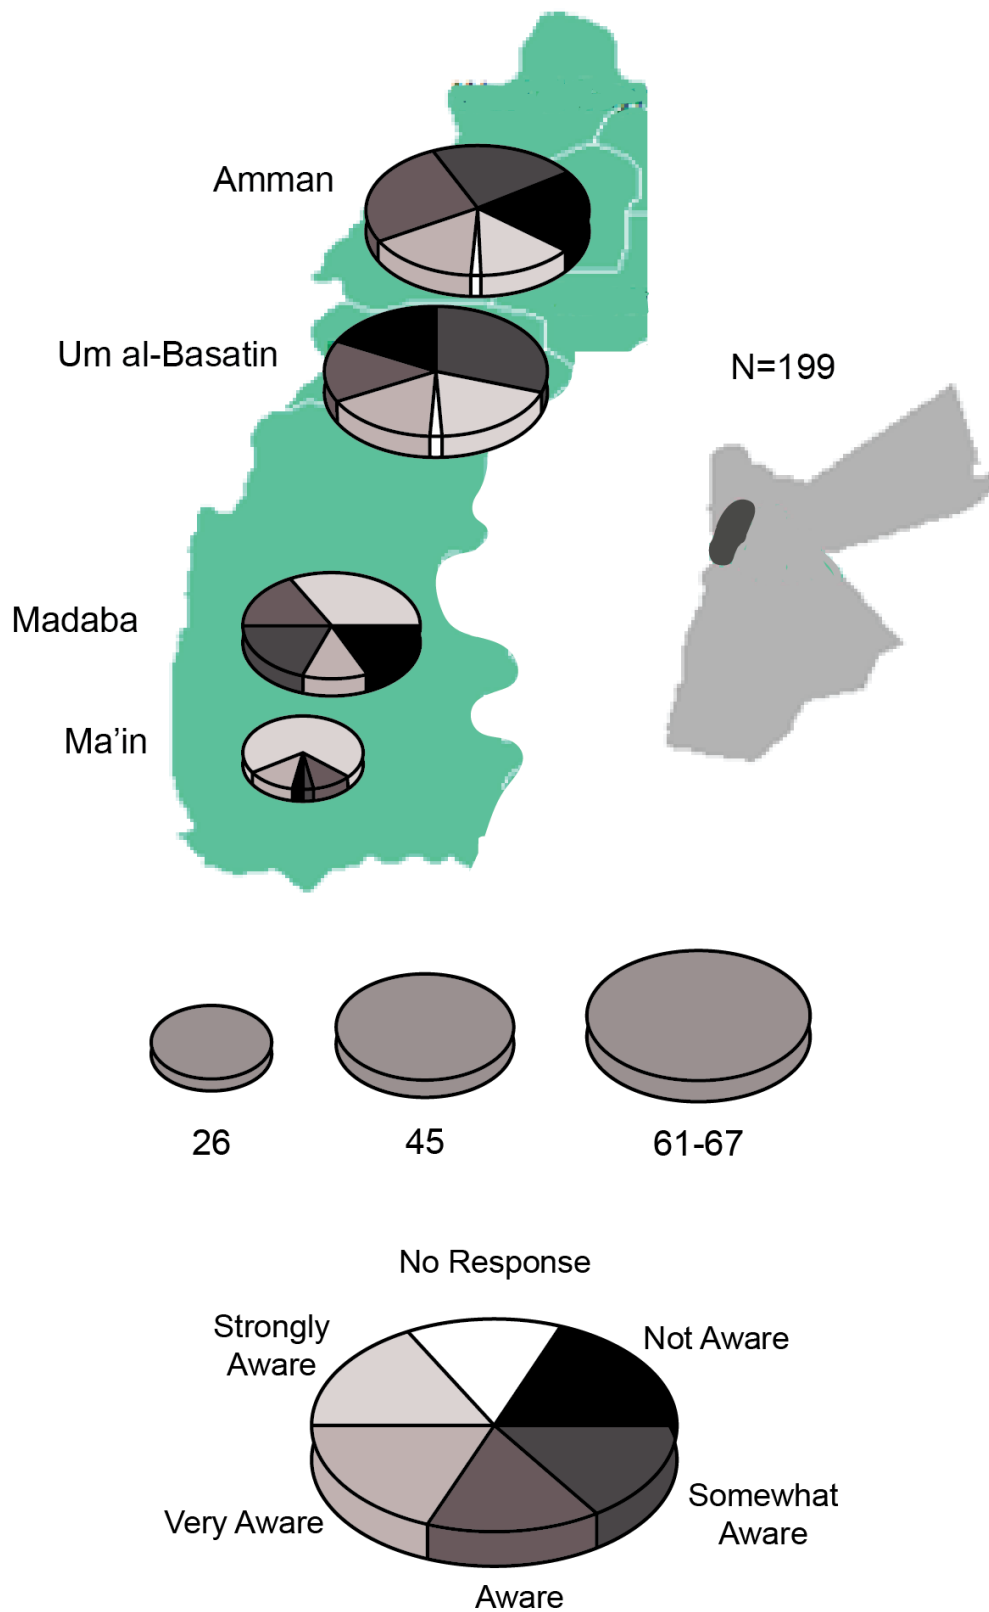 Amman
Um al-Basatin
N=199
Madaba
Ma’in
26
45
61-67
No Response
Strongly
Aware
Not Aware
Very Aware
Somewhat
Aware
Aware